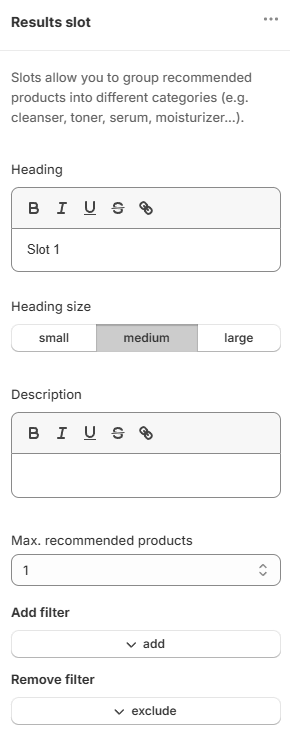 Results slot
Slots allow you to group recommended
products into different categories (e.g.
cleanser, toner, serum, moisturizer...).
Heading
B I U S
Slot 1
Heading size
small medium large
Description
B I U S
Max. recommended products
1
Add filter
add
Remove filter
exclude